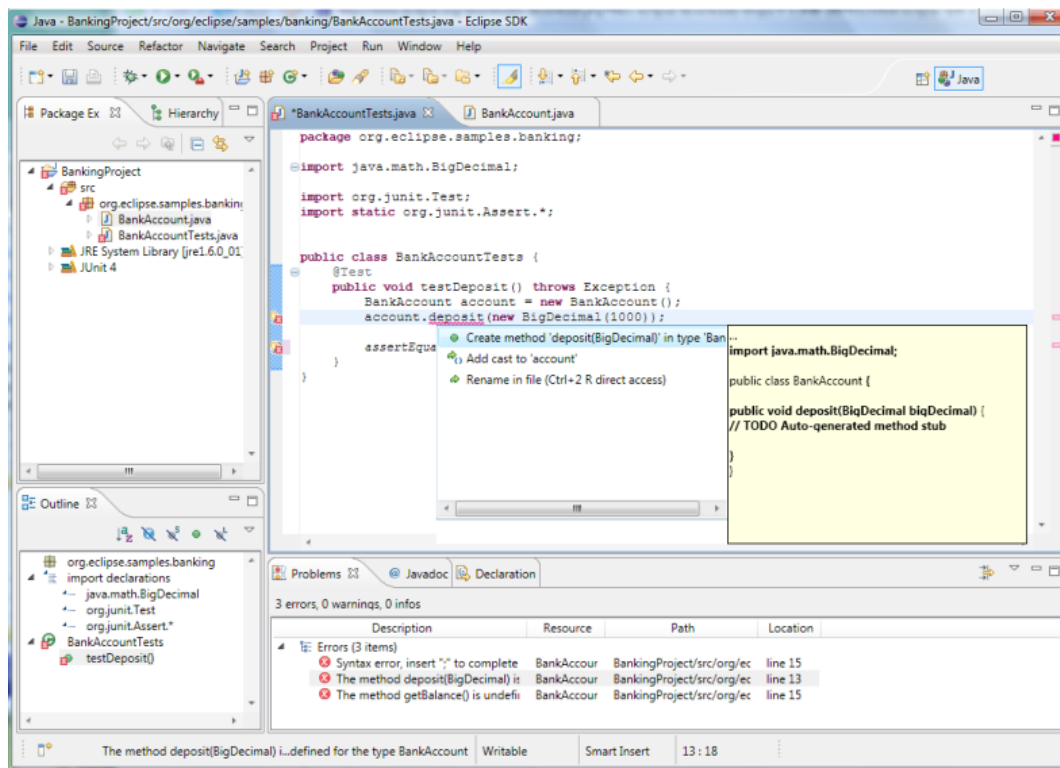 Java - BankingProject/src/org/eclipse/samples/banking/BankAccountTests.java - Eclipse SDK
File Edit Source Refactor Navigate Search Project Run Window Help
Java
Package Ex Hierarchy
*BankAccountTests.java BankAccount.java
BankingProject
src
org.eclipse.samples.banking
BankAccount.java
BankAccountTests.java
JRE System Library [jre1.6.0_01]
JUnit 4
package org.eclipse.samples.banking;
import java.math.BigDecimal;
import org.junit.Test;
import static org.junit.Assert.*;
public class BankAccountTests {
@Test
public void testDeposit() throws Exception {
BankAccount account = new BankAccount();
account.deposit(new BigDecimal(1000));
assertEqua
}
}
Create method 'deposit(BigDecimal)' in type 'Ban
Add cast to 'account'
Rename in file (Ctrl+2 R direct access)
...
import java.math.BigDecimal;
public class BankAccount {
public void deposit(BigDecimal bigDecimal) {
// TODO Auto-generated method stub
}
}
Outline
org.eclipse.samples.banking
import declarations
java.math.BigDecimal
org.junit.Test
org.junit.Assert.*
BankAccountTests
testDeposit()
Problems Javadoc Declaration
3 errors, 0 warnings, 0 infos
Description Resource Path Location
Errors (3 items)
Syntax error, insert ";" to complete BankAccour BankingProject/src/org/ec line 15
The method deposit(BigDecimal) is BankAccour BankingProject/src/org/ec line 13
The method getBalance() is undefi BankAccour BankingProject/src/org/ec line 15
The method deposit(BigDecimal) i...defined for the type BankAccount Writable Smart Insert 13 : 18